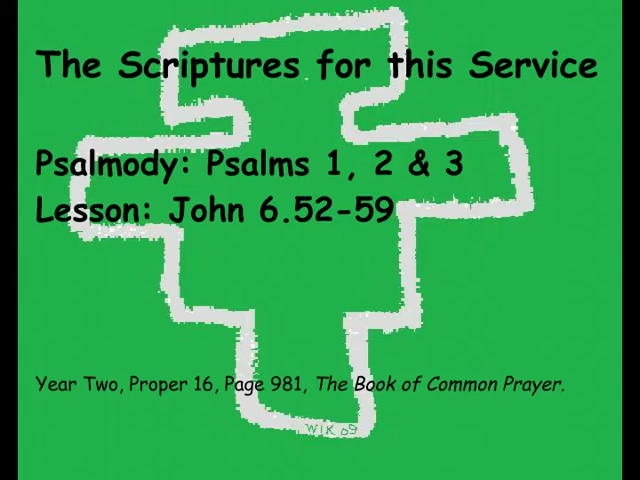 The Scriptures for this Service
Psalmody: Psalms 1, 2 & 3
Lesson: John 6.52-59
Year Two, Proper 16, Page 981, The Book of Common Prayer.
WIK 09